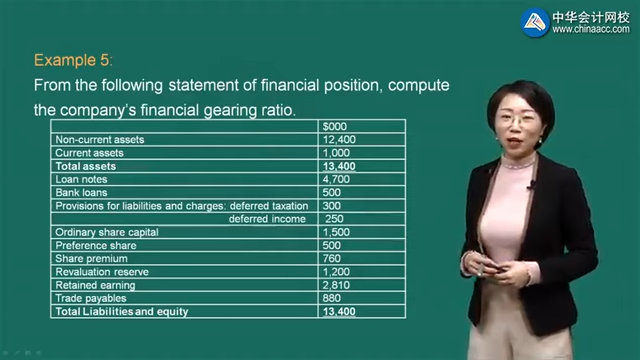 中华会计网校
www.chinaacc.com
Example 5:
From the following statement of financial position, compute
the company's financial gearing ratio.
$000
Non-current assets 12,400
Current assets 1,000
Total assets 13,400
Loan notes 4,700
Bank loans 500
Provisions for liabilities and charges: deferred taxation 300
deferred income 250
Ordinary share capital 1,500
Preference share 500
Share premium 760
Revaluation reserve 1,200
Retained earning 2,810
Trade payables 880
Total Liabilities and equity 13,400